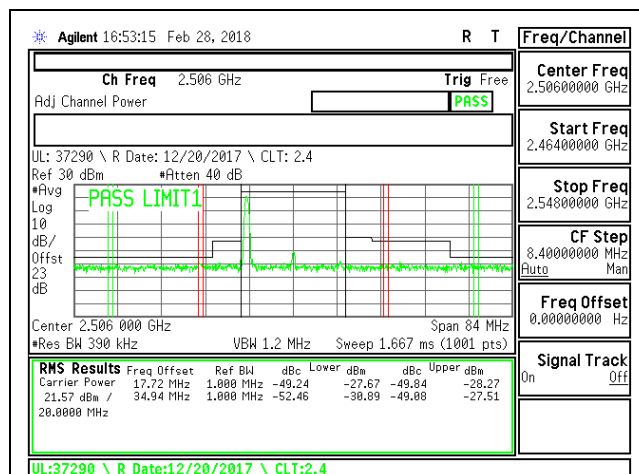 Agilent 16:53:15 Feb 28, 2018 R T
Freq/Channel
Ch Freq 2.506 GHz Trig Free
Adj Channel Power PASS
UL: 37290 \ R Date: 12/20/2017 \ CLT: 2.4
Ref 30 dBm #Atten 40 dB
#Avg
Log
10
dB/
Offst
23
dB
PASS LIMIT1
Center 2.506 000 GHz Span 84 MHz
#Res BW 390 kHz VBW 1.2 MHz Sweep 1.667 ms (1001 pts)
RMS Results Freq Offset Ref BW dBc Lower dBm dBc Upper dBm
Carrier Power 17.72 MHz 1.000 MHz -49.24 -27.67 -49.84 -28.27
21.57 dBm / 34.94 MHz 1.000 MHz -52.46 -30.89 -49.08 -27.51
20.0000 MHz
Center Freq
2.50600000 GHz
Start Freq
2.46400000 GHz
Stop Freq
2.54800000 GHz
CF Step
8.40000000 MHz
Auto Man
Freq Offset
0.00000000 Hz
Signal Track
On Off
UL:37290 \ R Date:12/20/2017 \ CLT:2.4